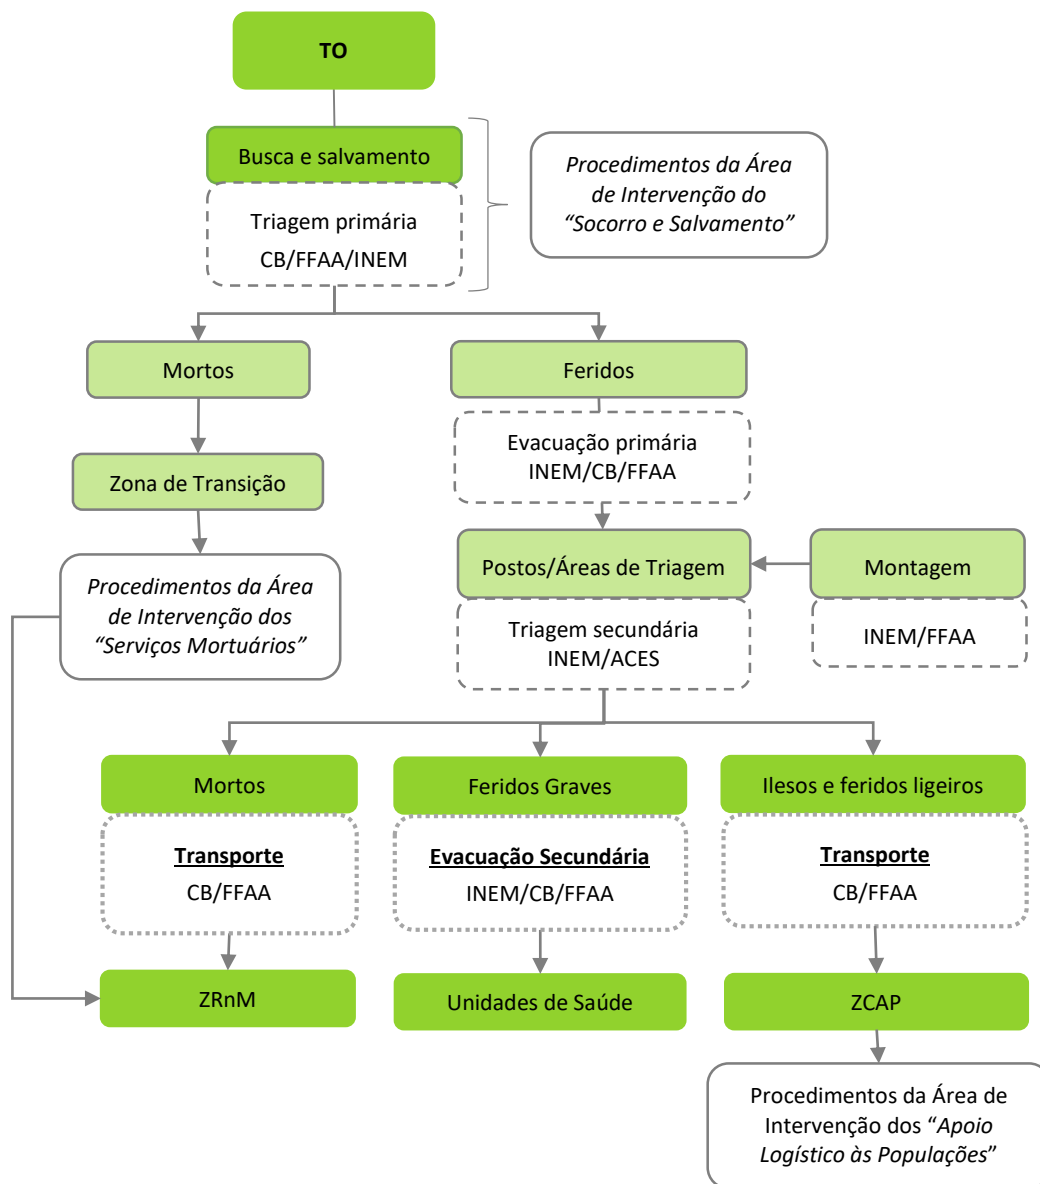 TO
Busca e salvamento
Triagem primária
CB/FFAA/INEM
Procedimentos da Área
de Intervenção do
“Socorro e Salvamento”
Mortos
Feridos
Evacuação primária
INEM/CB/FFAA
Zona de Transição
Postos/Áreas de Triagem
Montagem
Procedimentos da Área
de Intervenção dos
“Serviços Mortuários”
Triagem secundária
INEM/ACES
INEM/FFAA
Mortos
Feridos Graves
Ilesos e feridos ligeiros
Transporte
CB/FFAA
Evacuação Secundária
INEM/CB/FFAA
Transporte
CB/FFAA
ZRnM
Unidades de Saúde
ZCAP
Procedimentos da Área de
Intervenção dos “Apoio
Logístico às Populações”